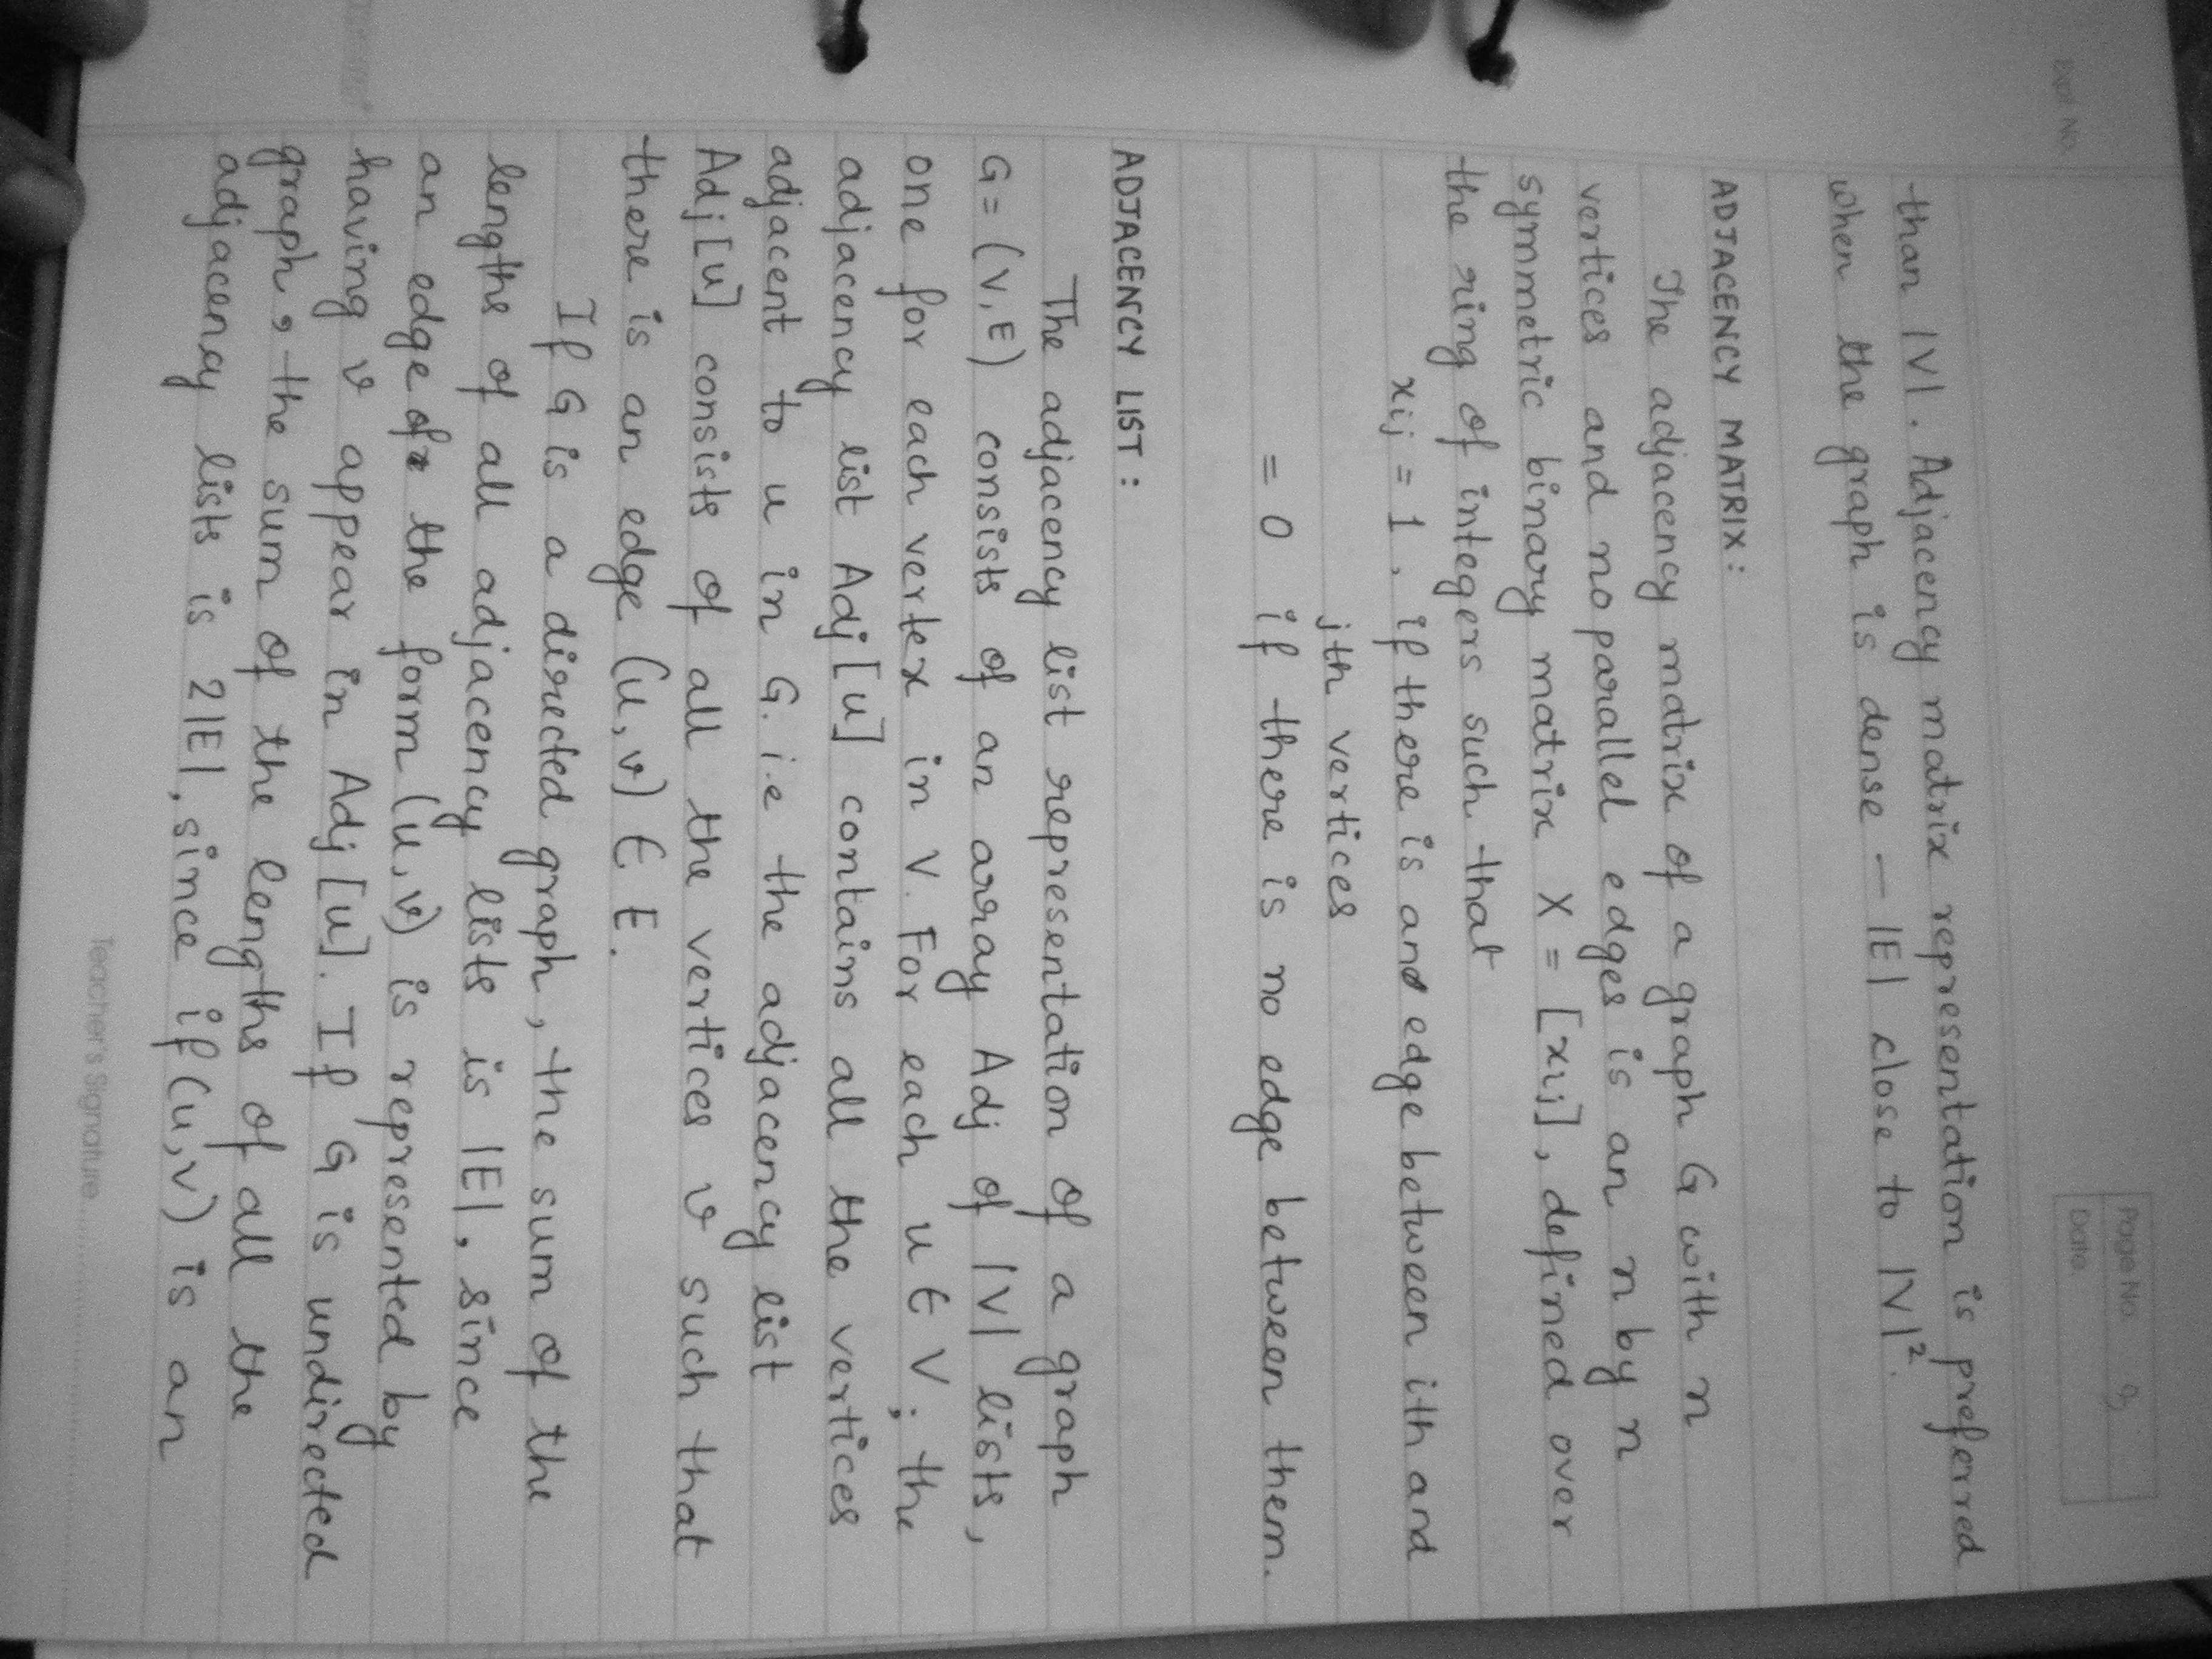 Expt No.
Page No. 9
Date.
than |V|. Adjacency matrix representation is preferred
when the graph is dense — |E| close to |V|².
ADJACENCY MATRIX:
The adjacency matrix of a graph G with n
vertices and no parallel edges is an n by n
symmetric binary matrix X = [xij], defined over
the ring of integers such that
xij = 1, if there is and edge between ith and
jth vertices
= 0 if there is no edge between them.
ADJACENCY LIST:
The adjacency list representation of a graph
G = (V, E) consists of an array Adj of |V| lists,
one for each vertex in V. For each u ∈ V; the
adjacency list Adj[u] contains all the vertices
adjacent to u in G. i.e the adjacency list
Adj[u] consists of all the vertices v such that
there is an edge (u, v) ∈ E.
If G is a directed graph, the sum of the
lengths of all adjacency lists is |E|, since
an edge of the form (u, v) is represented by
having v appear in Adj[u]. If G is undirected
graph, the sum of the lengths of all the
adjacency lists is 2|E|, since if (u, v) is an
Teacher's Signature